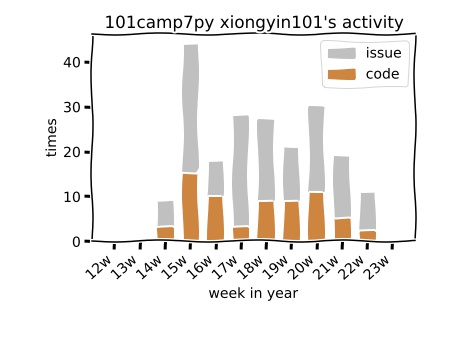 101camp7py xiongyin101's activity
issue
code
times
40
30
20
10
0
12w 13w 14w 15w 16w 17w 18w 19w 20w 21w 22w 23w
week in year